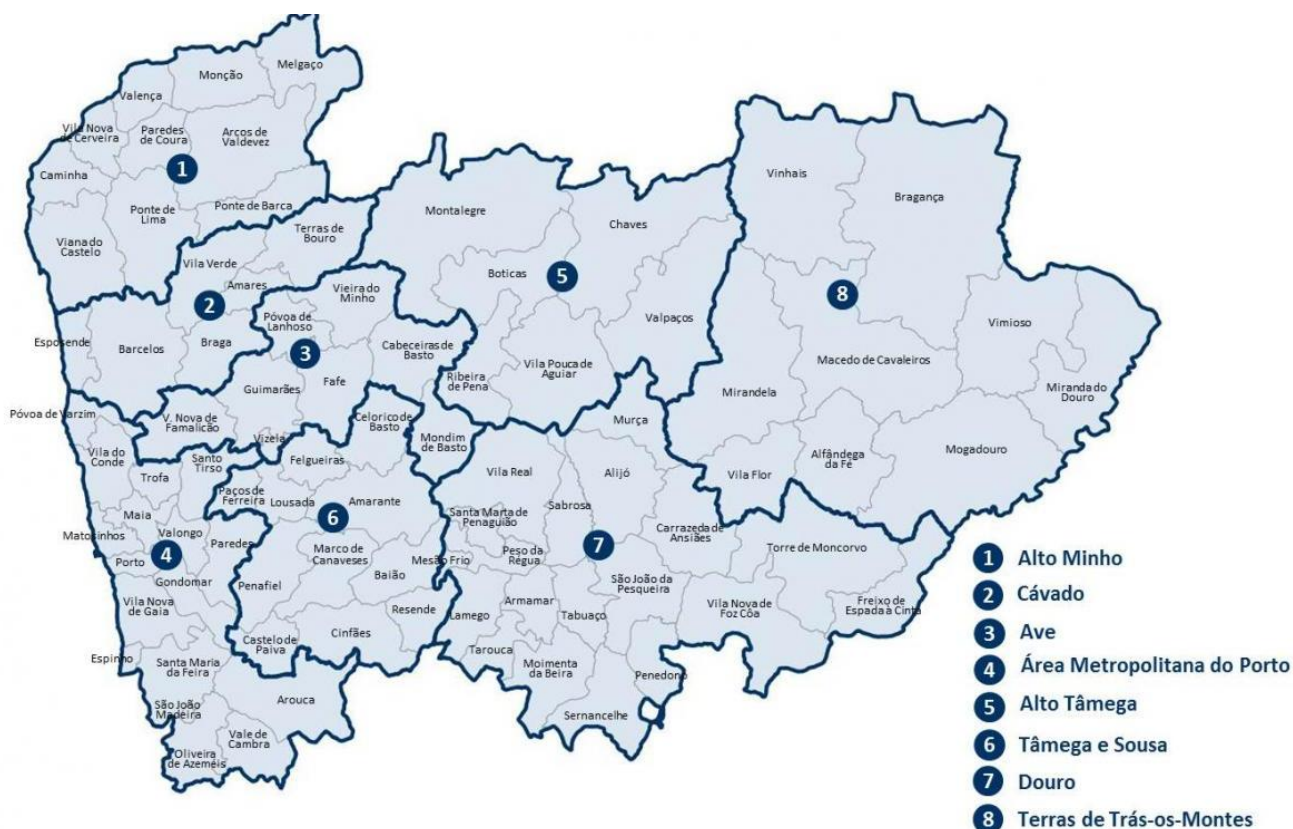 Melgaço
Monção
Valença
Vila Nova
de Cerveira
Paredes
de Coura
Arcos de
Valdevez
1
Caminha
Ponte de
Lima
Ponte de Barca
Viana do
Castelo
Terras de
Bouro
Vila Verde
Amares
2
Esposende
Barcelos
Braga
Vieira do
Minho
Póvoa de
Lanhoso
3
Cabeceiras de
Basto
Guimarães
Fafe
V. Nova de
Famalicão
Vizela
Mondim
de Basto
Póvoa de Varzim
Vila do
Conde
Santo
Tirso
Trofa
Maia
Matosinhos
Valongo
Paredes
Porto
4
Gondomar
Vila Nova
de Gaia
Espinho
Santa Maria
da Feira
Arouca
São João
Madeira
Vale de
Cambra
Oliveira
de Azeméis
Montalegre
Chaves
Boticas
5
Valpaços
Vila Pouca de
Aguiar
Ribeira
de Pena
Celorico de
Basto
Felgueiras
Paços de
Ferreira
Lousada
Amarante
6
Marco de
Canaveses
Baião
Penafiel
Resende
Cinfães
Castelo de
Paiva
Murça
Vila Real
Alijó
Sabrosa
Santa Marta de
Penaguião
Carrazeda de
Ansiães
Mesão Frio
Peso da
Régua
7
Torre de Moncorvo
São João da
Pesqueira
Armamar
Vila Nova de
Foz Côa
Freixo de
Espada à Cinta
Lamego
Tabuaço
Tarouca
Moimenta
da Beira
Penedono
Sernancelhe
Vinhais
Bragança
8
Vimioso
Macedo de Cavaleiros
Mirandela
Miranda do
Douro
Alfândega
da Fé
Mogadouro
Vila Flor
1 Alto Minho
2 Cávado
3 Ave
4 Área Metropolitana do Porto
5 Alto Tâmega
6 Tâmega e Sousa
7 Douro
8 Terras de Trás-os-Montes